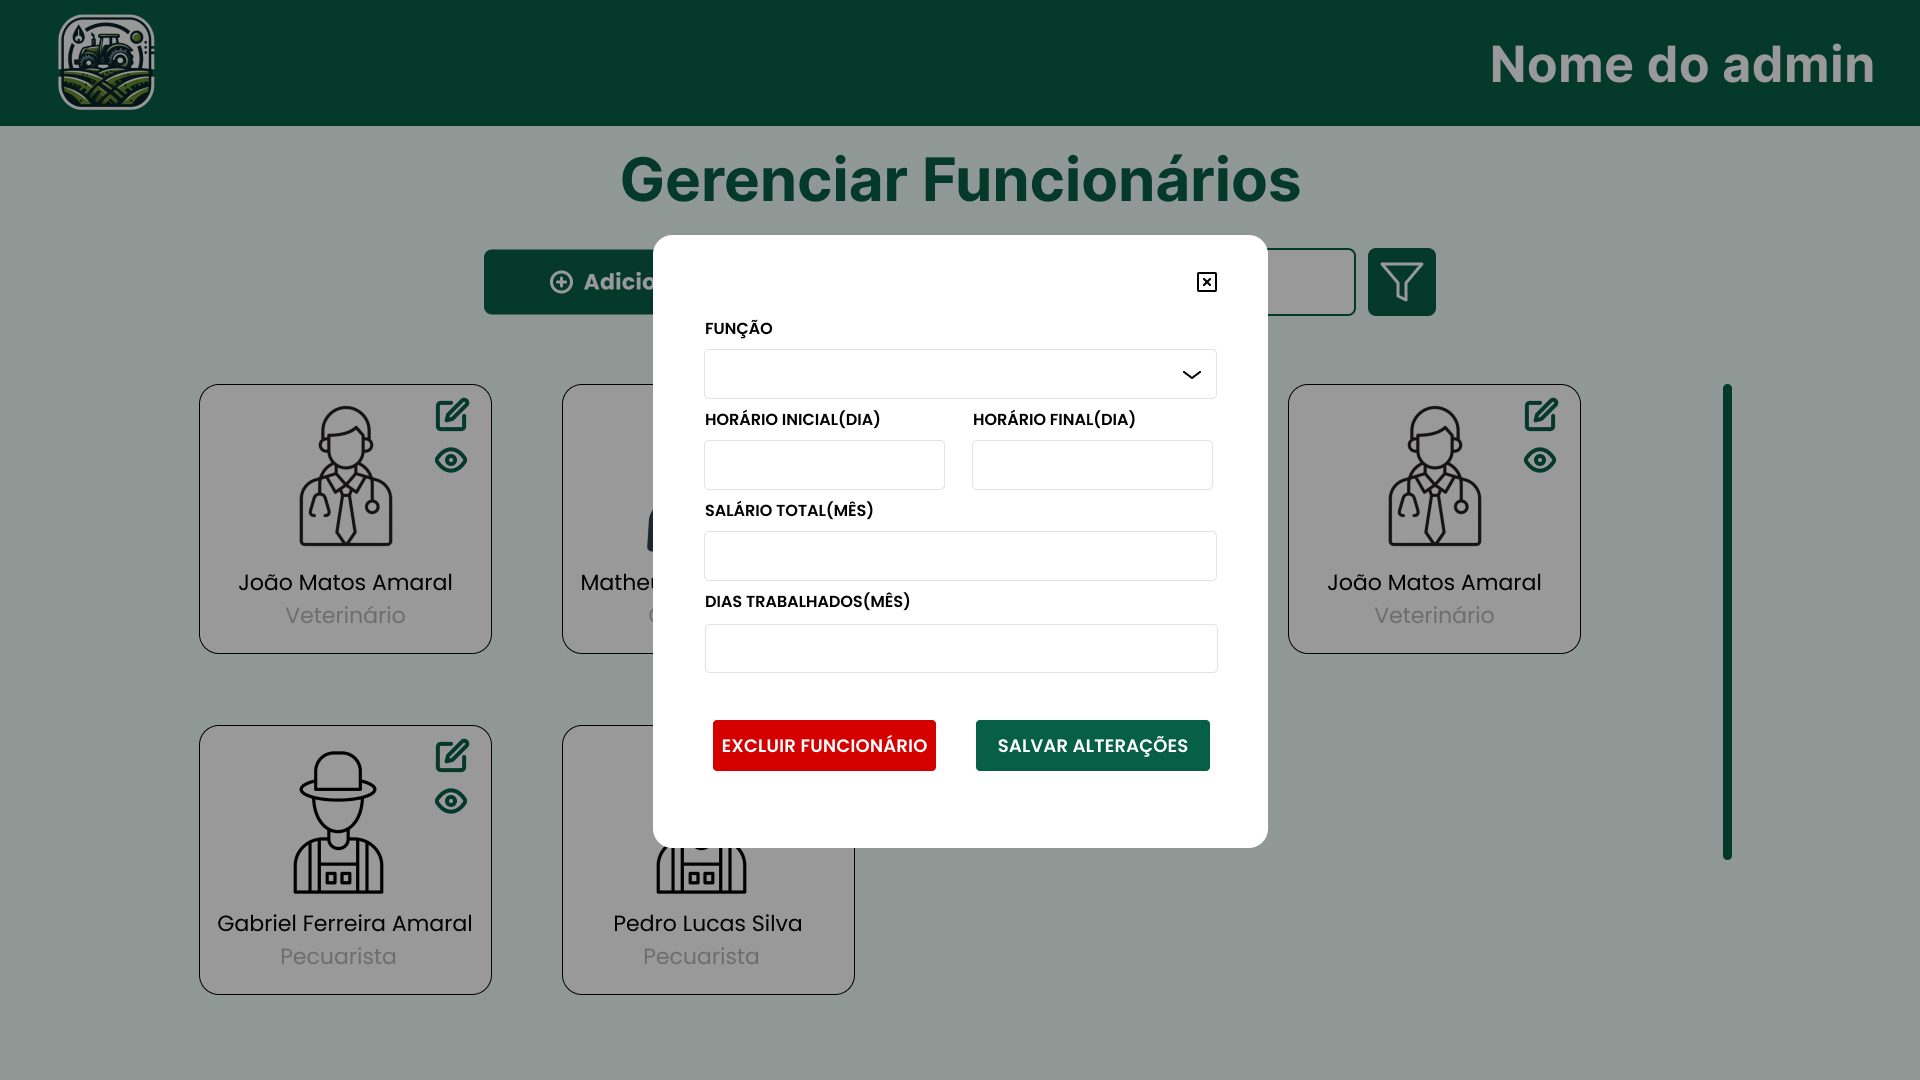 Nome do admin
Gerenciar Funcionários
FUNÇÃO
HORÁRIO INICIAL(DIA) HORÁRIO FINAL(DIA)
SALÁRIO TOTAL(MÊS)
DIAS TRABALHADOS(MÊS)
EXCLUIR FUNCIONÁRIO SALVAR ALTERAÇÕES
João Matos Amaral
Veterinário
João Matos Amaral
Veterinário
Gabriel Ferreira Amaral
Pecuarista
Pedro Lucas Silva
Pecuarista